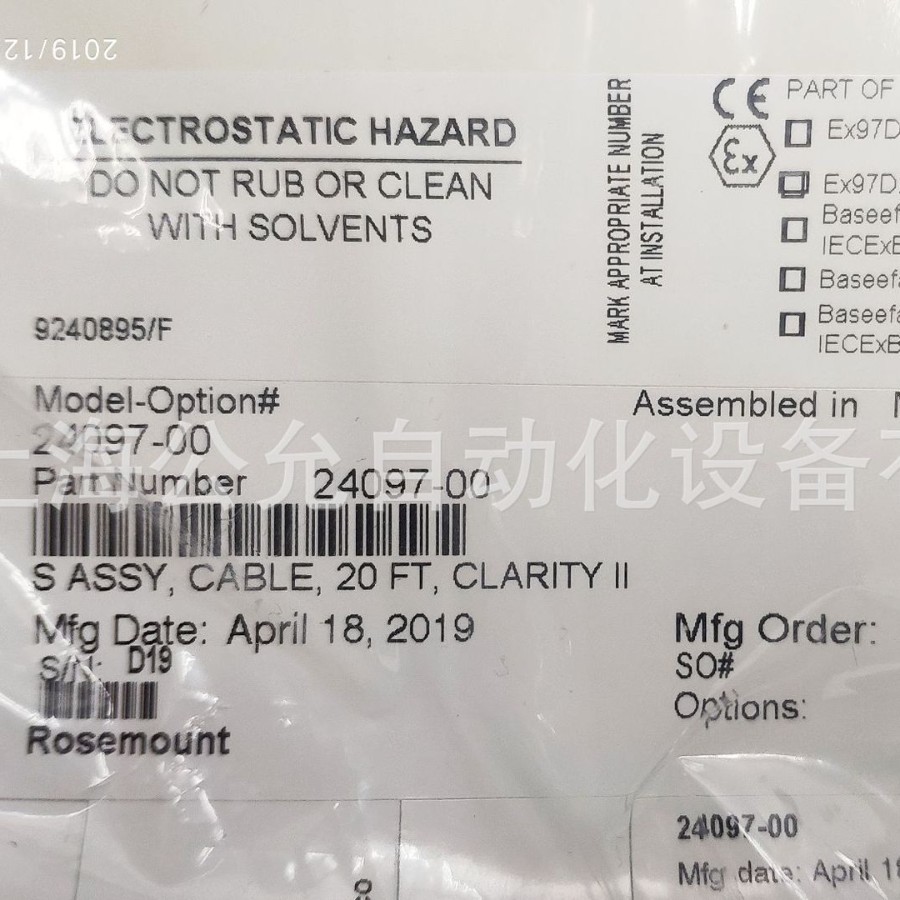 2019/12
ELECTROSTATIC HAZARD
DO NOT RUB OR CLEAN
WITH SOLVENTS
9240895/F
MARK APPROPRIATE NUMBER
AT INSTALLATION
CE
Ex
PART OF
Ex97D
Ex97D
Baseefa
IECExB
Baseefa
Baseefa
IECExB
Model-Option#
24097-00
Assembled in
Part Number 24097-00
上海公允自动化设备有
S ASSY, CABLE, 20 FT, CLARITY II
Mfg Date: April 18, 2019
S/N: D19
Rosemount
Mfg Order:
SO#
Options:
24097-00
Mfg date: April 18